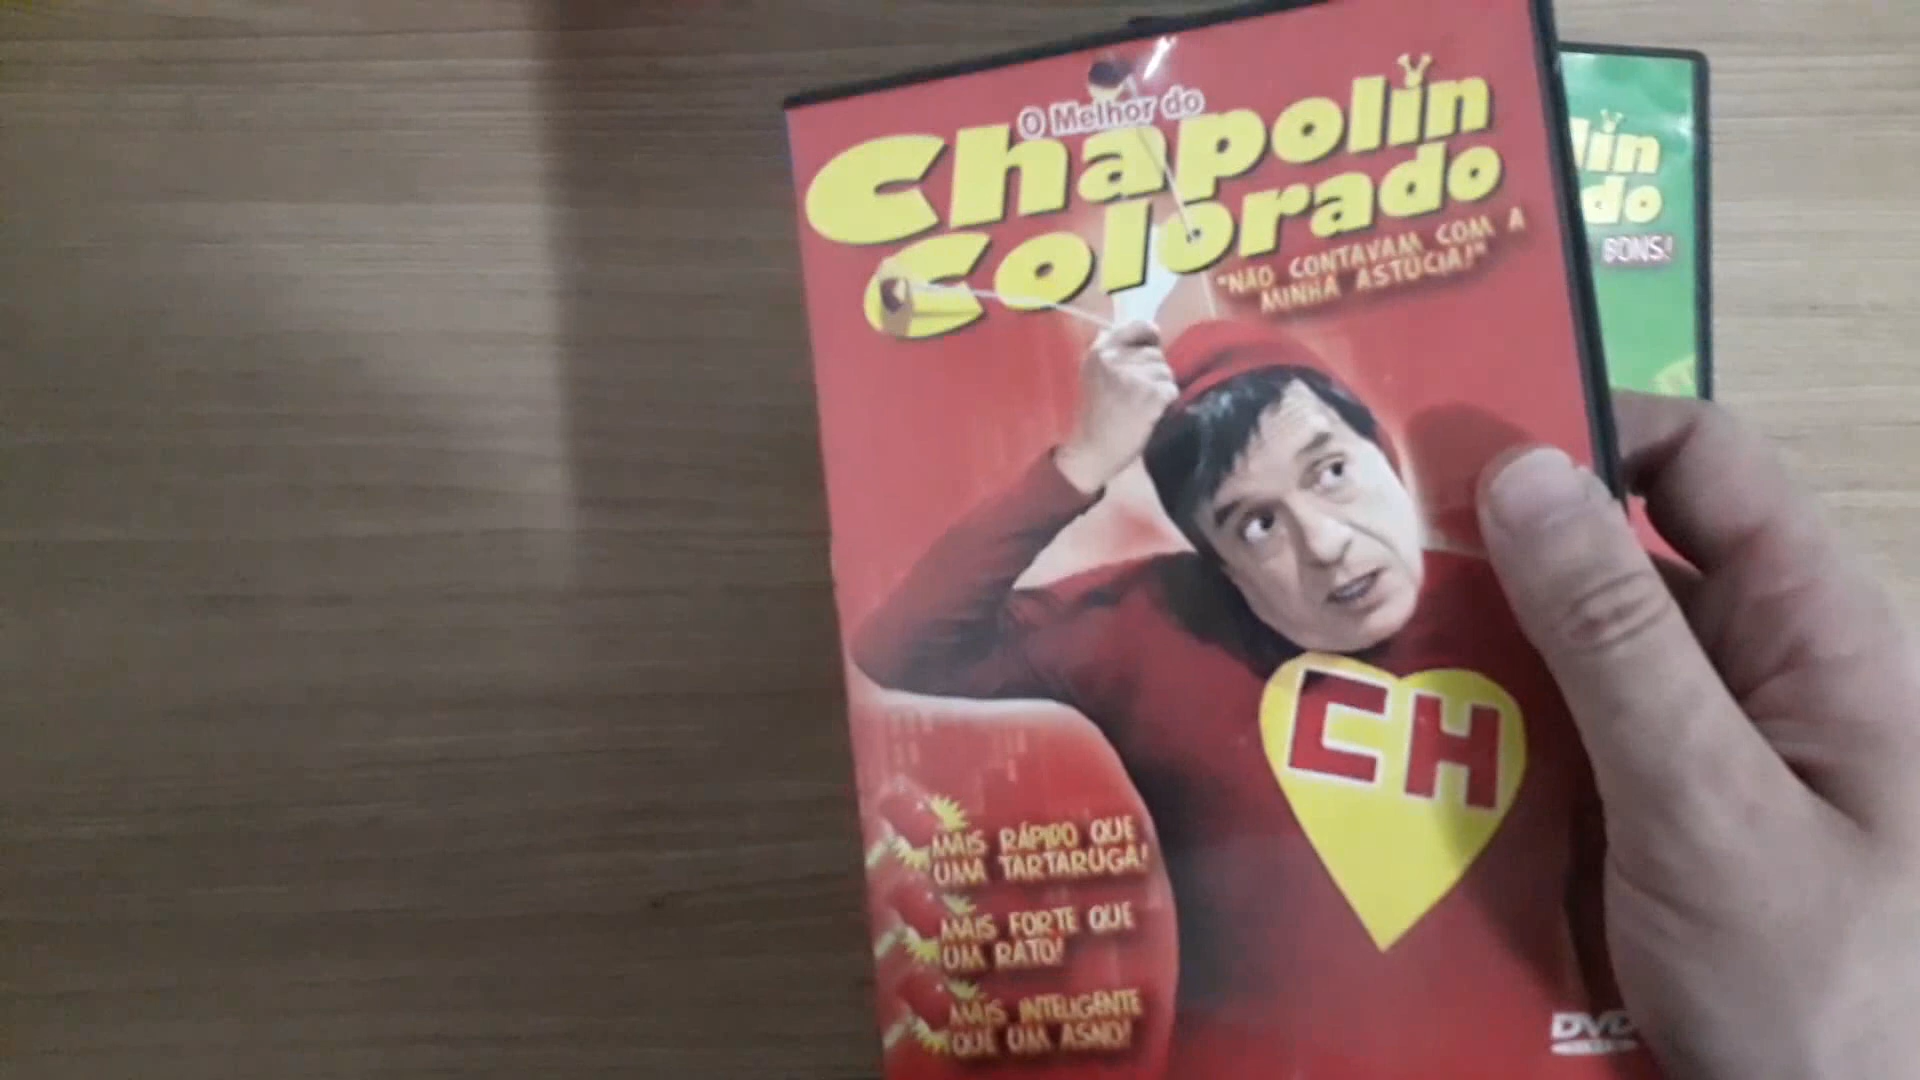 O Melhor do
Chapolin
Colorado
"NÃO CONTAVAM COM A
MINHA ASTÚCIA!"
CH
MAIS RÁPIDO QUE
UMA TARTARUGA!
MAIS FORTE QUE
UM RATO!
MAIS INTELIGENTE
QUE UM ASNO!
DVD
lin
do
BONS!